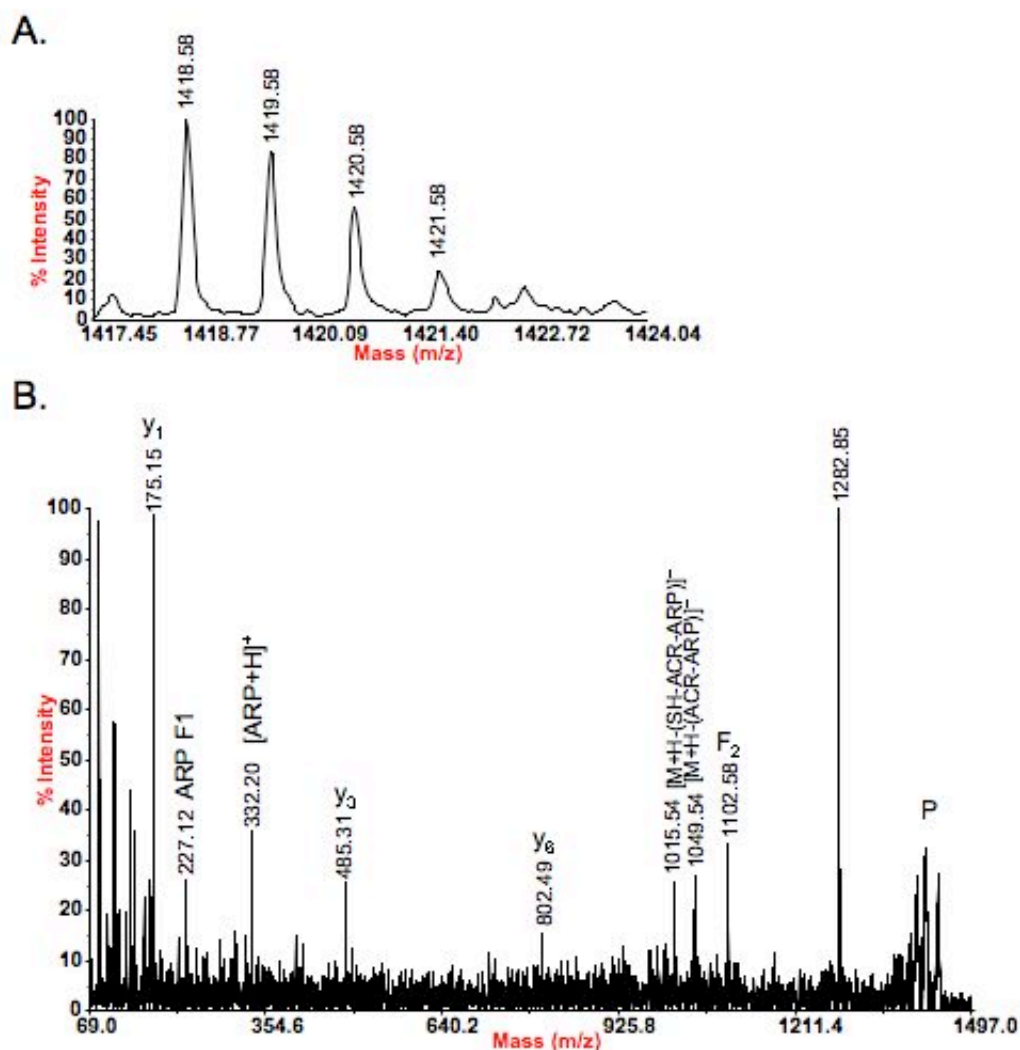 A.
1418.58
1419.58
1420.58
1421.58
100
90
80
70
60
50
40
30
20
10
0
% Intensity
1417.45 1418.77 1420.09 1421.40 1422.72 1424.04
Mass (m/z)
B.
y1
175.15
ARP F1
227.12
[ARP+H]+
332.20
y3
485.31
y6
802.49
1015.54 [M+H-(SH-ACR-ARP)]
1049.54 [M+H-(ACR-ARP)]
F2
1102.58
1282.85
P
100
90
80
70
60
50
40
30
20
10
0
% Intensity
69.0 354.6 640.2 925.8 1211.4 1497.0
Mass (m/z)